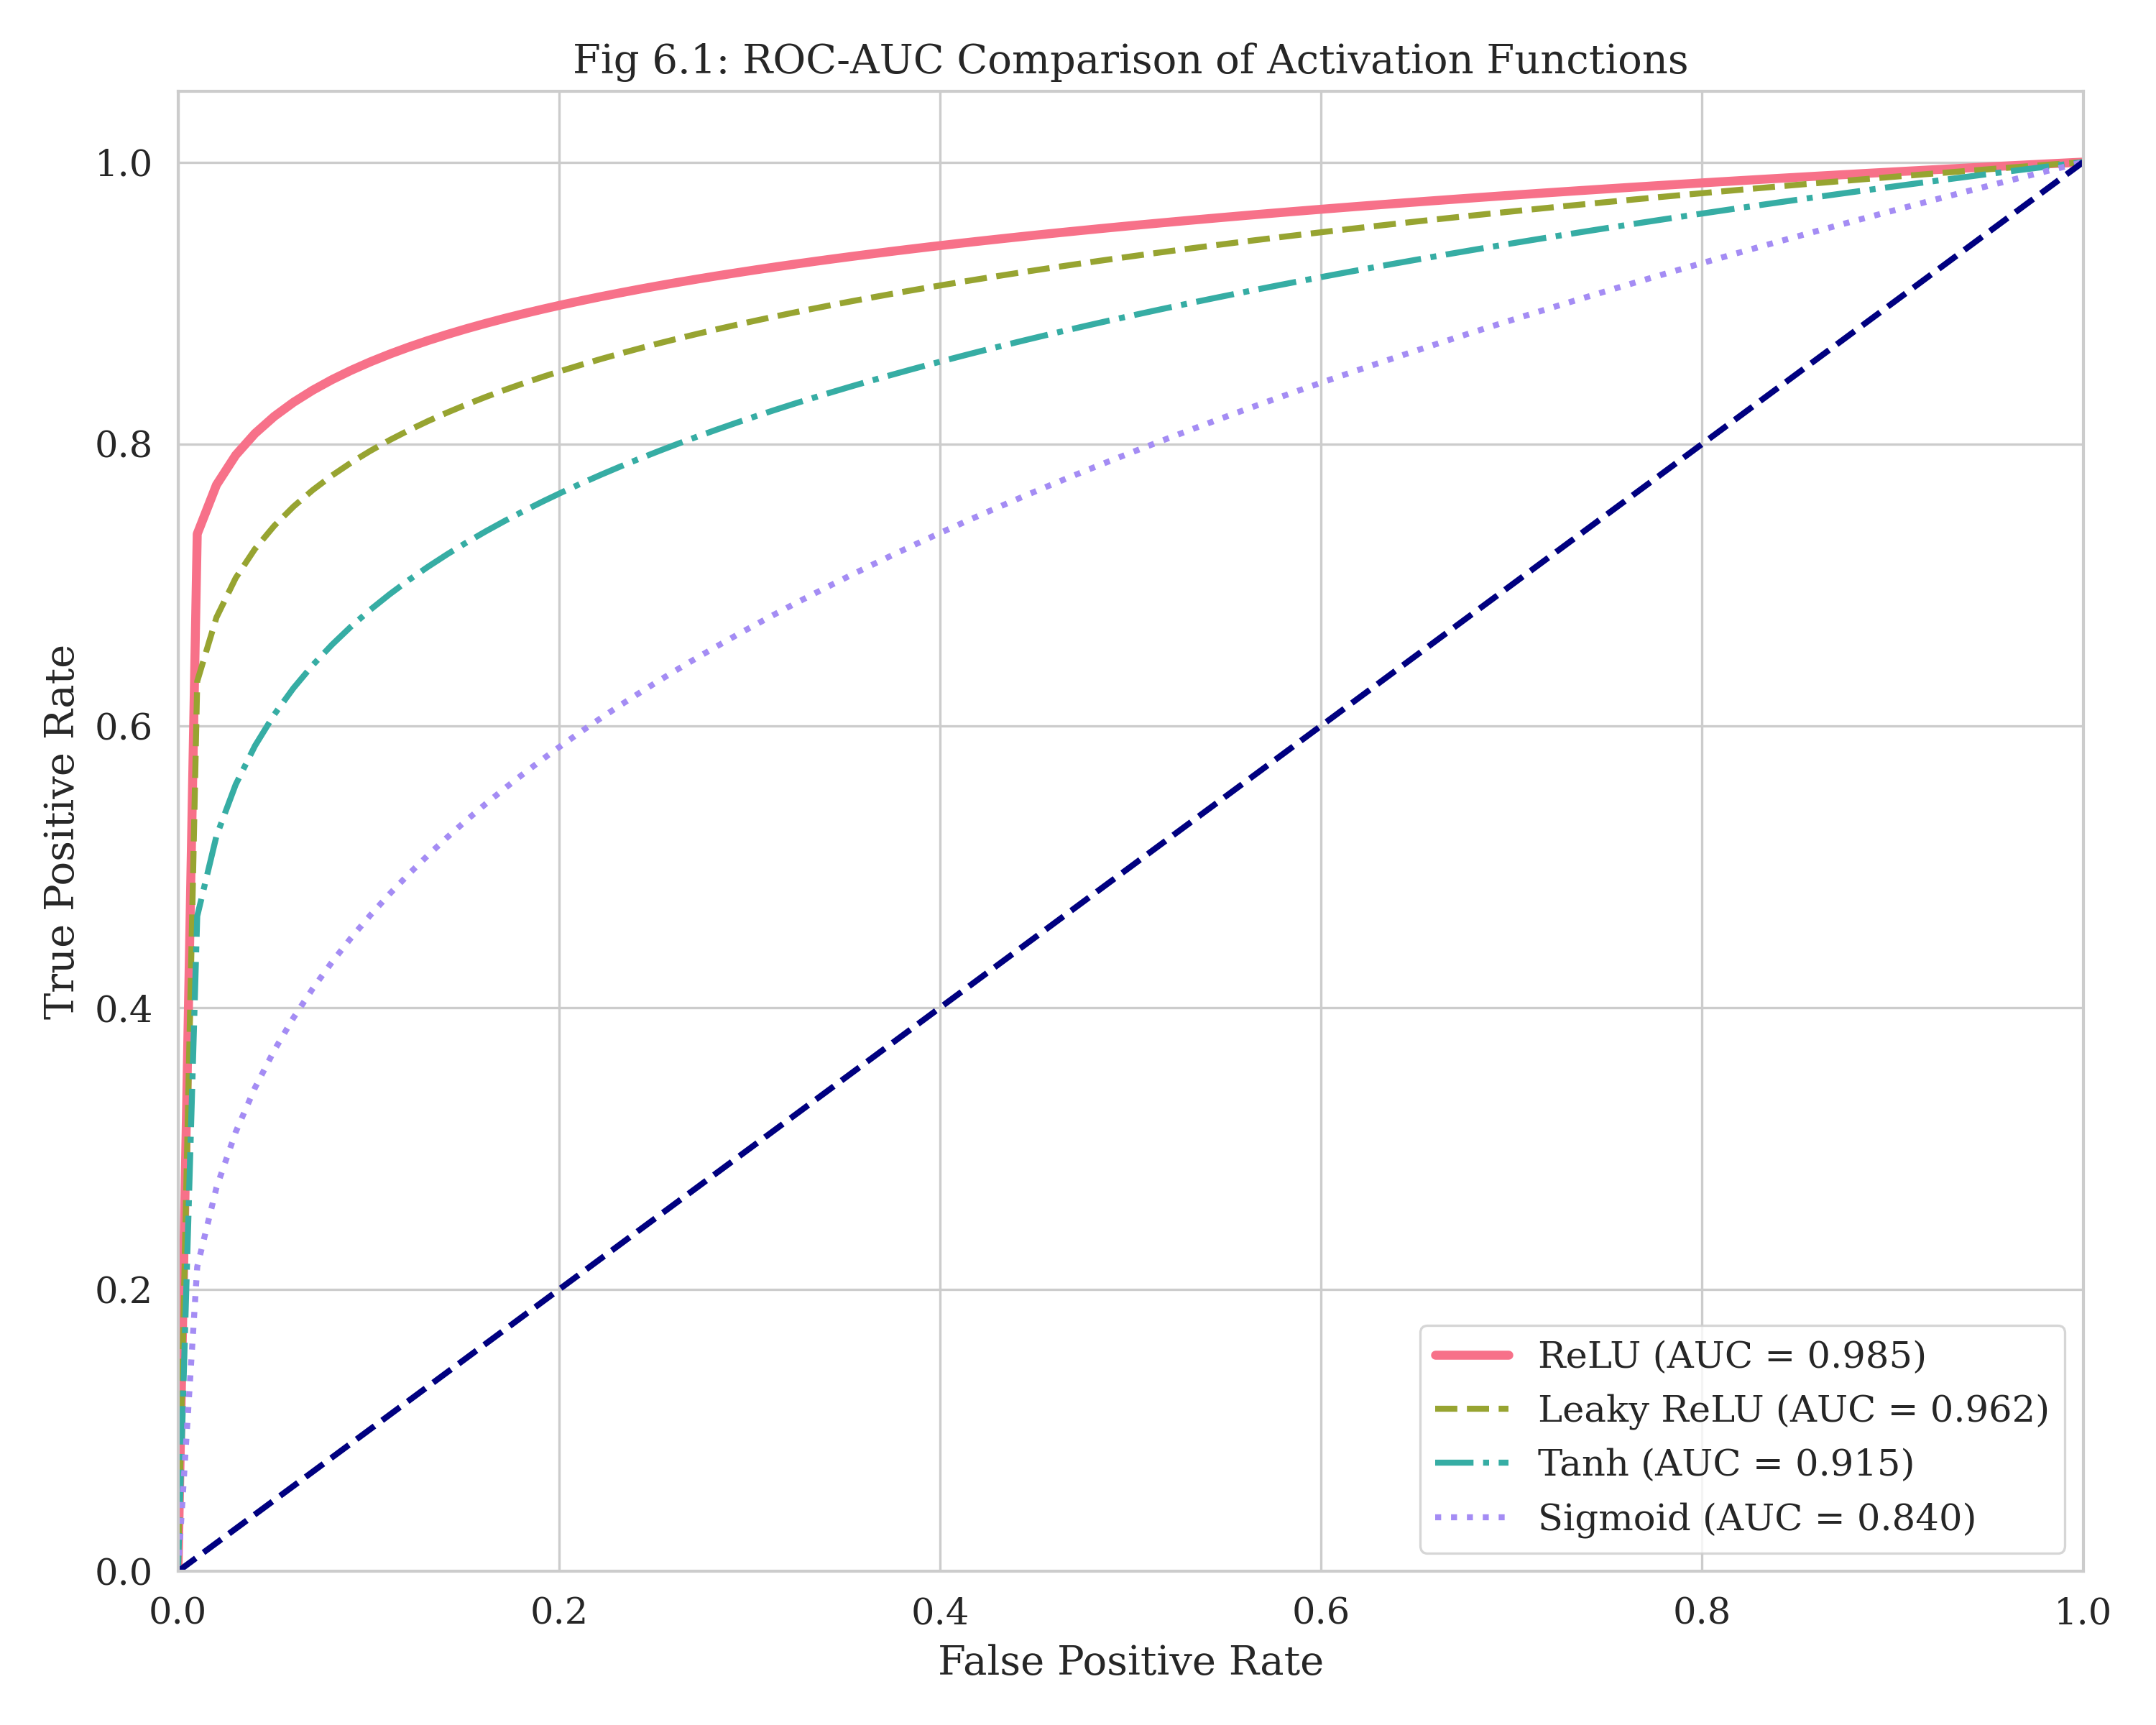 Fig 6.1: ROC-AUC Comparison of Activation Functions
1.0
0.8
0.6
0.4
0.2
0.0
True Positive Rate
0.0 0.2 0.4 0.6 0.8 1.0
False Positive Rate
ReLU (AUC = 0.985)
Leaky ReLU (AUC = 0.962)
Tanh (AUC = 0.915)
Sigmoid (AUC = 0.840)